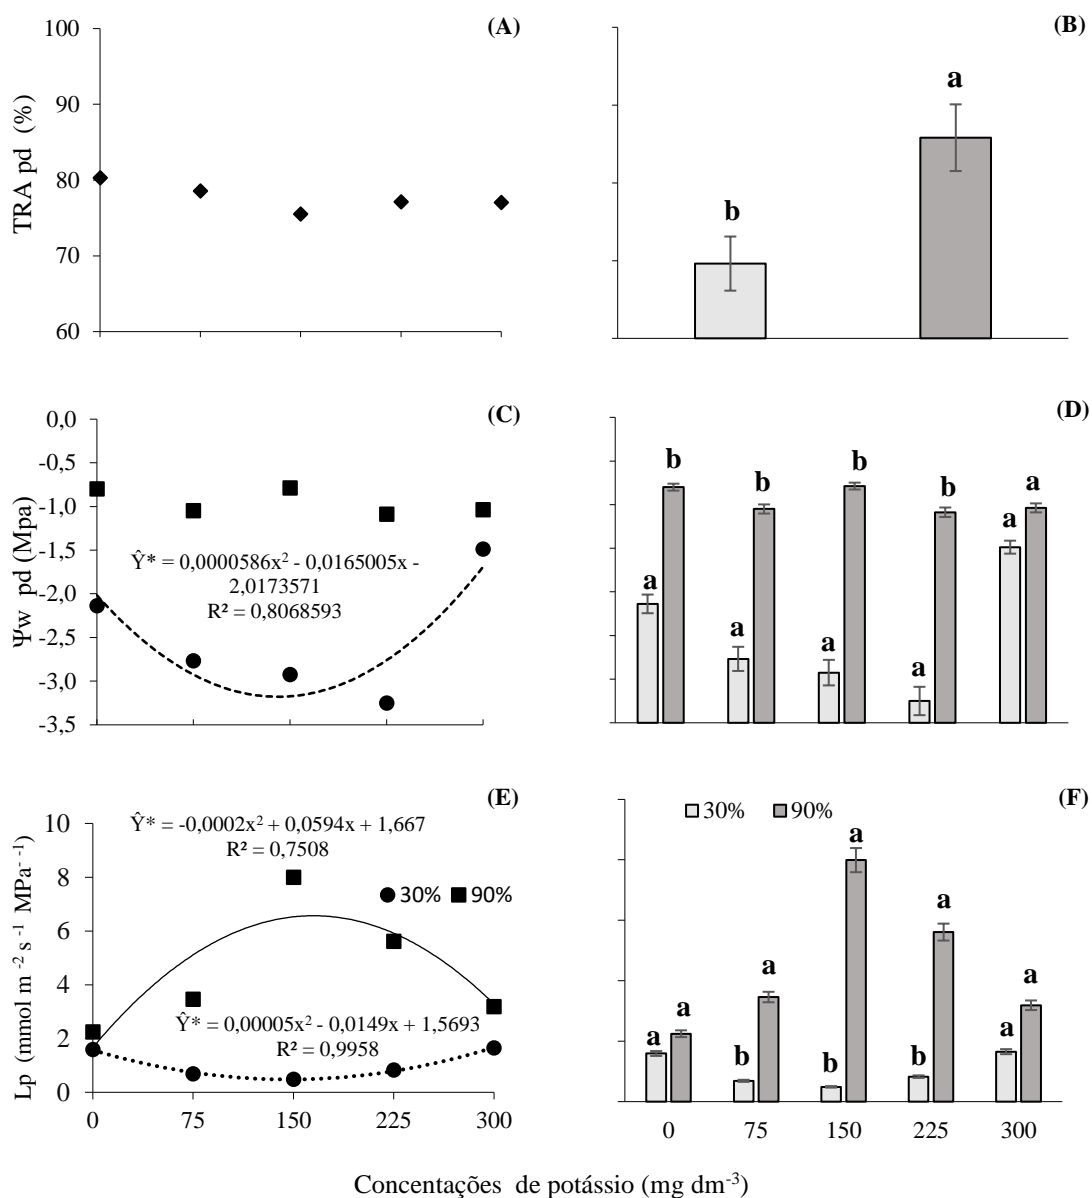 (A)
100
90
80
70
60
TRA pd (%)
(B)
b
a
(C)
0,0
-0,5
-1,0
-1,5
-2,0
-2,5
-3,0
-3,5
Ψw pd (Mpa)
Ŷ* = 0,0000586x² - 0,0165005x -
2,0173571
R² = 0,8068593
(D)
a
b
a
b
a
b
a
b
a
a
(E)
10
8
6
4
2
0
Lp (mmol m ⁻² s ⁻¹ MPa⁻ ⁻¹)
Ŷ* = -0,0002x² + 0,0594x + 1,667
R² = 0,7508
30% 90%
Ŷ* = 0,00005x² - 0,0149x + 1,5693
R² = 0,9958
0 75 150 225 300
(F)
30% 90%
a
a
b
a
b
a
b
a
a
a
0 75 150 225 300
Concentações de potássio (mg dm⁻³)